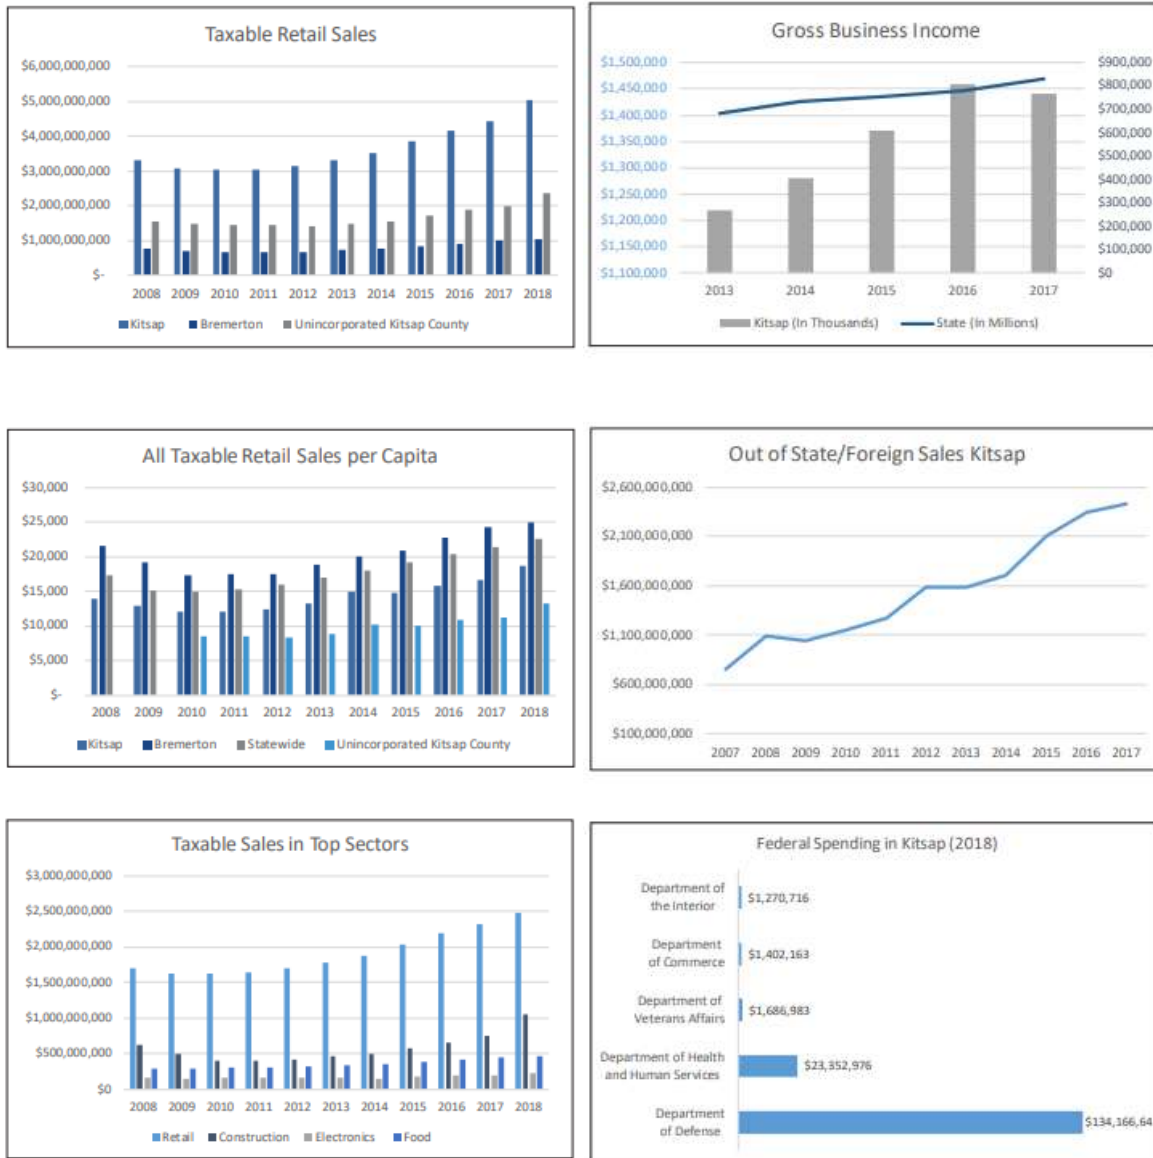 Taxable Retail Sales
$6,000,000,000
$5,000,000,000
$4,000,000,000
$3,000,000,000
$2,000,000,000
$1,000,000,000
$-
2008 2009 2010 2011 2012 2013 2014 2015 2016 2017 2018
Kitsap Bremerton Unincorporated Kitsap County
Gross Business Income
$1,500,000 $900,000
$1,450,000 $800,000
$1,400,000 $700,000
$1,350,000 $600,000
$1,300,000 $500,000
$1,250,000 $400,000
$1,200,000 $300,000
$1,150,000 $200,000
$1,100,000 $100,000
$0
2013 2014 2015 2016 2017
Kitsap (In Thousands) State (In Millions)
All Taxable Retail Sales per Capita
$30,000
$25,000
$20,000
$15,000
$10,000
$5,000
$-
2008 2009 2010 2011 2012 2013 2014 2015 2016 2017 2018
Kitsap Bremerton Statewide Unincorporated Kitsap County
Out of State/Foreign Sales Kitsap
$2,600,000,000
$2,100,000,000
$1,600,000,000
$1,100,000,000
$600,000,000
$100,000,000
2007 2008 2009 2010 2011 2012 2013 2014 2015 2016 2017
Taxable Sales in Top Sectors
$3,000,000,000
$2,500,000,000
$2,000,000,000
$1,500,000,000
$1,000,000,000
$500,000,000
$0
2008 2009 2010 2011 2012 2013 2014 2015 2016 2017 2018
Retail Construction Electronics Food
Federal Spending in Kitsap (2018)
Department of
the Interior $1,270,716
Department
of Commerce $1,402,163
Department of
Veterans Affairs $1,686,983
Department of Health
and Human Services $23,352,976
Department
of Defense $134,166,64